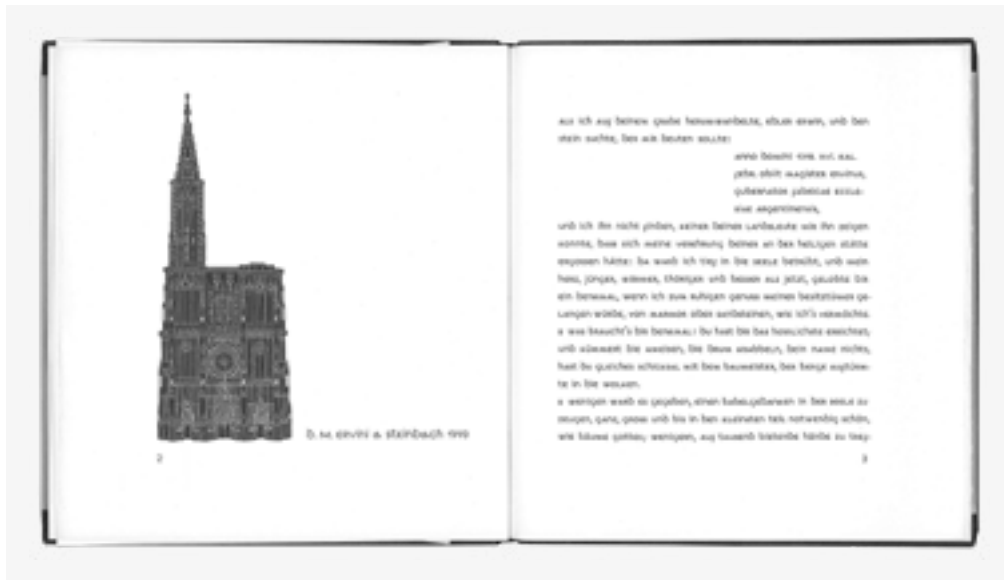 D. M. ervini a steinbach
2
als ich auf deinem grabe herumwandelte, edler erwin, und den
stein suchte, der mir deuten sollte:
anno domini 1318. xvi. kal.
febr. obiit magister ervinus,
gubernator fabricae eccle-
siae argentinensis,
und ich ihn nicht finden, keiner deiner landsleute mir ihn zeigen
konnte, dass sich meine verehrung deiner an der heiligen stätte
ergossen hätte: da ward ich tief in die seele betrübt, und mein
herz, jünger, wärmer, thöriger und besser als jetzt, gelobte dir
ein denkmal, wenn ich zum ruhigen genuss meiner besitztümer ge-
langen würde, von marmor oder sandsteinen, wie ich's vermöchte.
was braucht's dir denkmal! du hast dir das herrlichste errichtet;
und kümmert die ameisen, die drum krabbeln, dein name nichts,
hast du gleiches schicksal mit dem baumeister, der berge auftürm-
te in die wolken.
wenigen ward es gegeben, einen babelgedanken in der seele zu
zeugen, ganz, gross und bis in den kleinsten teil notwendig schön,
wie bäume gottes; wenigern, auf tausend bietende hände zu tref-
3